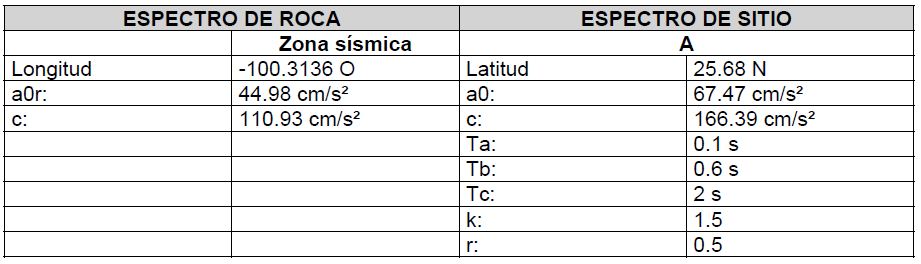 ESPECTRO DE ROCA ESPECTRO DE SITIO
Zona sísmica A
Longitud -100.3136 O Latitud 25.68 N
a0r: 44.98 cm/s² a0: 67.47 cm/s²
c: 110.93 cm/s² c: 166.39 cm/s²
Ta: 0.1 s
Tb: 0.6 s
Tc: 2 s
k: 1.5
r: 0.5